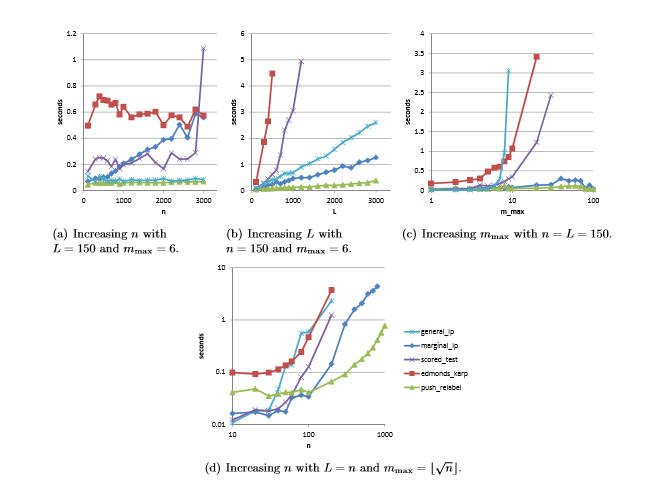 1.2
1
0.8
0.6
0.4
0.2
0
seconds
0 1000 2000 3000
n
6
5
4
3
2
1
0
seconds
1000 2000 3000
L
4
3.5
3
2.5
2
1.5
1
0.5
0
seconds
1 10 100
m_max
(a) Increasing n with
L = 150 and m_max = 6.
(b) Increasing L with
n = 150 and m_max = 6.
(c) Increasing m_max with n = L = 150.
10
1
0.1
0.01
seconds
10 100 1000
n
general_lp
marginal_lp
scored_test
edmonds_karp
push_relabel
(d) Increasing n with L = n and m_max = ⌊√n⌋.